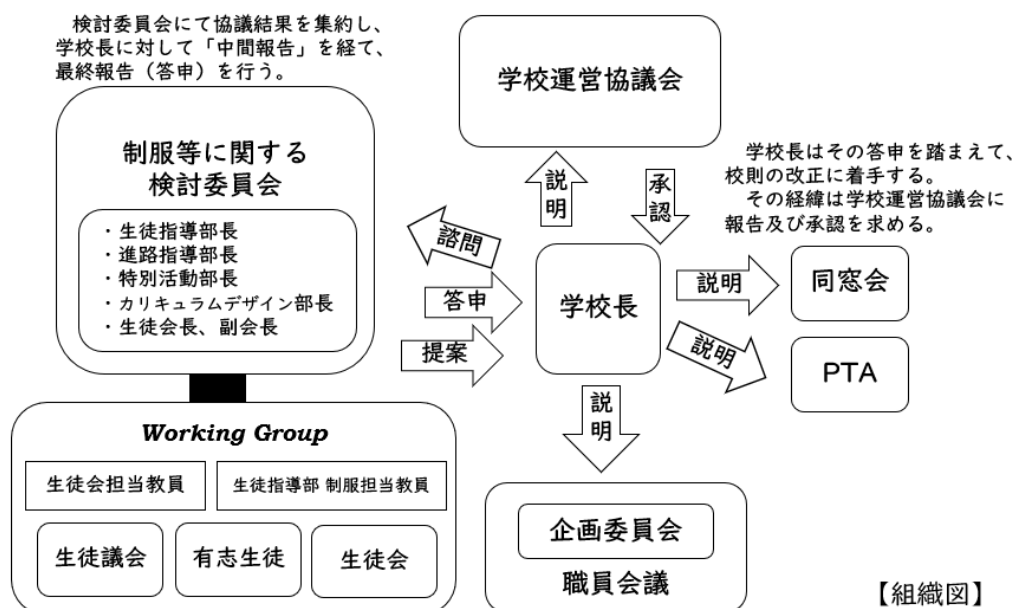 検討委員会にて協議結果を集約し、
学校長に対して「中間報告」を経て、
最終報告（答申）を行う。
制服等に関する
検討委員会
・生徒指導部長
・進路指導部長
・特別活動部長
・カリキュラムデザイン部長
・生徒会長、副会長
Working Group
生徒会担当教員
生徒指導部 制服担当教員
生徒議会
有志生徒
生徒会
諮問
答申
提案
学校運営協議会
説明
承認
学校長はその答申を踏まえて、
校則の改正に着手する。
その経緯は学校運営協議会に
報告及び承認を求める。
学校長
説明
同窓会
説明
PTA
説明
企画委員会
職員会議
【組織図】